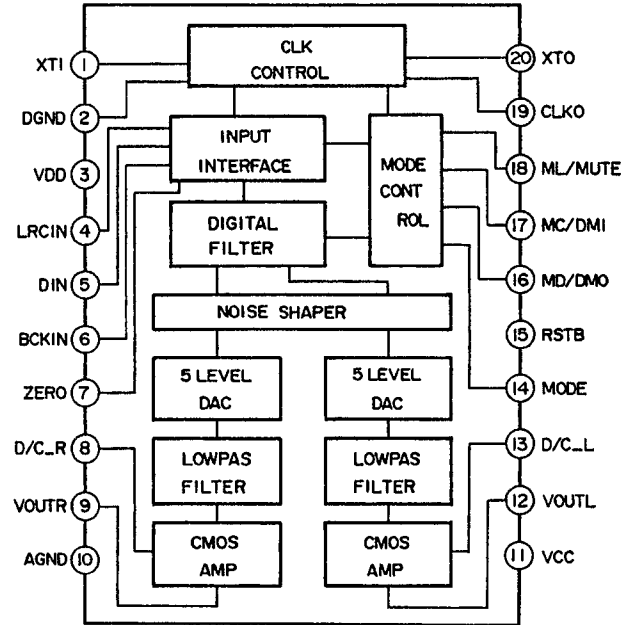 CLK
CONTROL
XTI 1
20 XTO
DGND 2
19 CLKO
INPUT
INTERFACE
MODE
CONT
ROL
VDD 3
18 ML/MUTE
LRCIN 4
DIGITAL
FILTER
17 MC/DMI
DIN 5
16 MD/DMO
NOISE SHAPER
BCKIN 6
15 RSTB
ZERO 7
5 LEVEL
DAC
5 LEVEL
DAC
14 MODE
D/C_R 8
LOWPAS
FILTER
LOWPAS
FILTER
13 D/C_L
VOUTR 9
12 VOUTL
AGND 10
CMOS
AMP
CMOS
AMP
11 VCC